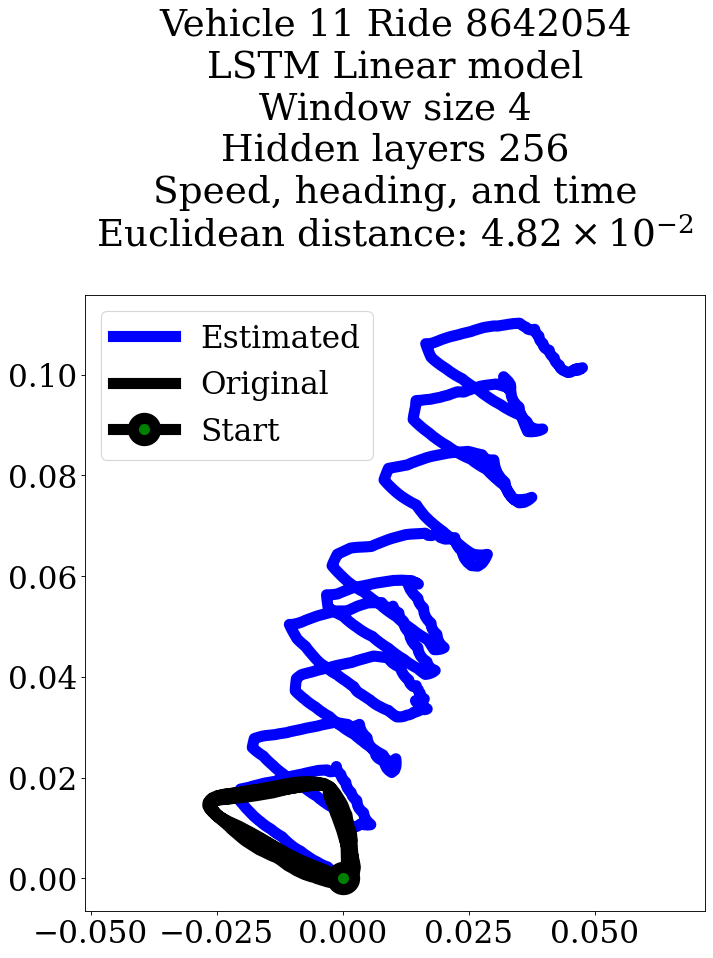 Vehicle 11 Ride 8642054
LSTM Linear model
Window size 4
Hidden layers 256
Speed, heading, and time
Euclidean distance: 4.82 × 10⁻²
Estimated
Original
Start
0.10
0.08
0.06
0.04
0.02
0.00
−0.050 −0.025 0.000 0.025 0.050